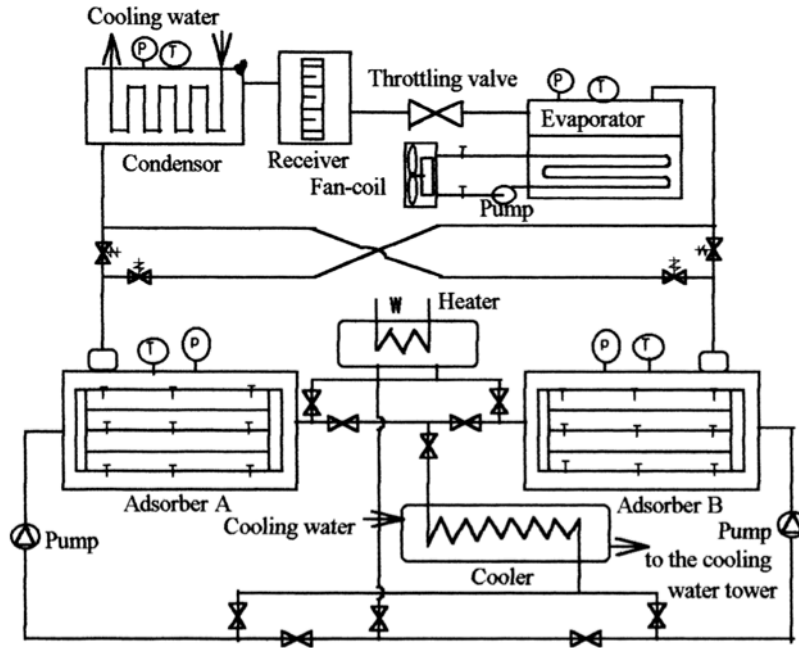 Cooling water
P
T
Throttling valve
P
T
Evaporator
Condensor
Receiver
Fan-coil
T
T
Pump
W
Heater
T
P
P
T
T T T
T T T
T T T
T T T
T T T
T T T
Adsorber A
Adsorber B
Cooling water
Pump
Pump
to the cooling
water tower
Cooler